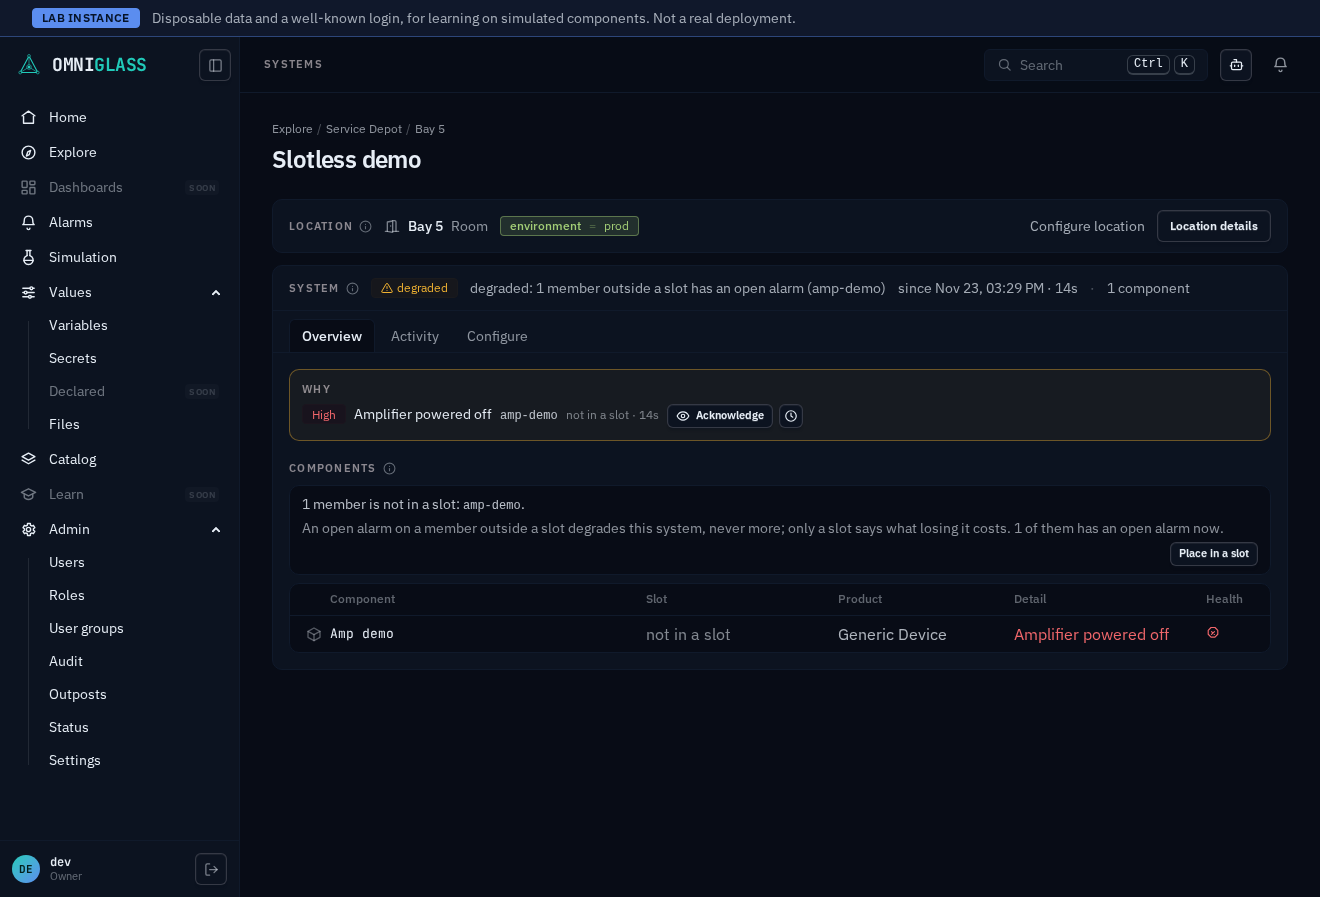 LAB INSTANCE Disposable data and a well-known login, for learning on simulated components. Not a real deployment.
OMNIGLASS
SYSTEMS
Search Ctrl K
Home
Explore
Dashboards SOON
Alarms
Simulation
Values
Variables
Secrets
Declared SOON
Files
Catalog
Learn SOON
Admin
Users
Roles
User groups
Audit
Outposts
Status
Settings
DE dev
Owner
Explore / Service Depot / Bay 5
Slotless demo
LOCATION Bay 5 Room environment = prod Configure location Location details
SYSTEM degraded degraded: 1 member outside a slot has an open alarm (amp-demo) since Nov 23, 03:29 PM · 14s · 1 component
Overview Activity Configure
WHY
High Amplifier powered off amp-demo not in a slot · 14s Acknowledge
COMPONENTS
1 member is not in a slot: amp-demo.
An open alarm on a member outside a slot degrades this system, never more; only a slot says what losing it costs. 1 of them has an open alarm now.
Place in a slot
Component Slot Product Detail Health
Amp demo not in a slot Generic Device Amplifier powered off